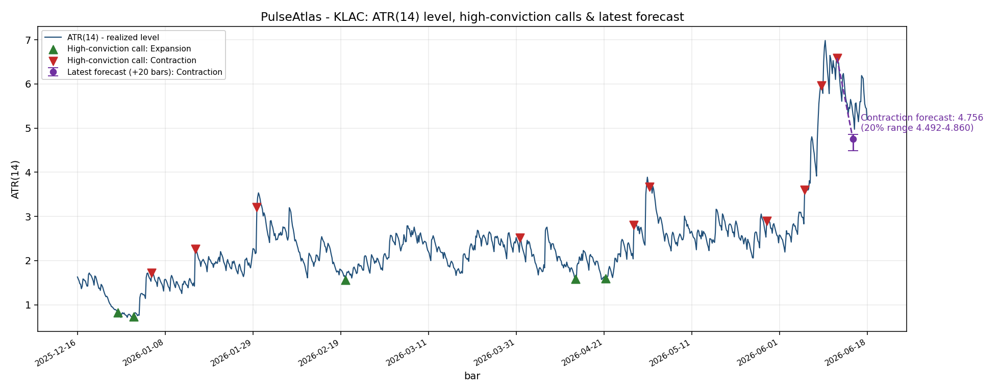 PulseAtlas - KLAC: ATR(14) level, high-conviction calls & latest forecast
ATR(14) - realized level
High-conviction call: Expansion
High-conviction call: Contraction
Latest forecast (+20 bars): Contraction
ATR(14)
7
6
5
4
3
2
1
Contraction forecast: 4.756
(20% range 4.492-4.860)
2025-12-16
2026-01-08
2026-01-29
2026-02-19
2026-03-11
2026-03-31
2026-04-21
2026-05-11
2026-06-01
2026-06-18
bar